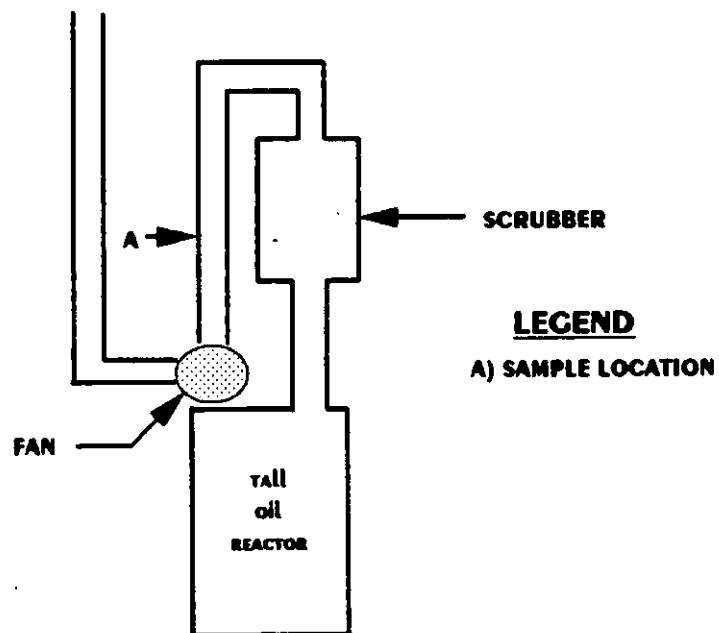 A
SCRUBBER
LEGEND
A) SAMPLE LOCATION
FAN
TAll
oil
REACTOR